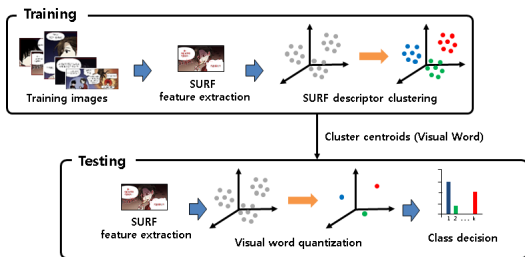 Training
Training images
SURF
feature extraction
SURF descriptor clustering
Cluster centroids (Visual Word)
Testing
SURF
feature extraction
Visual word quantization
1 2 ... k
Class decision